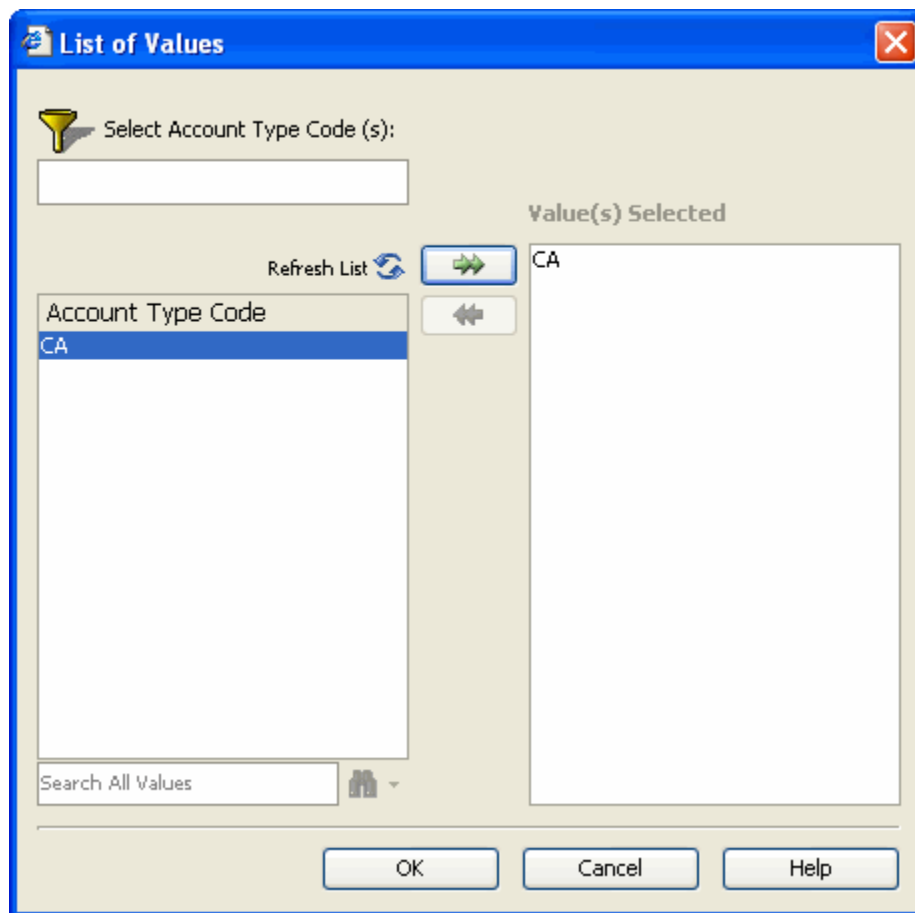 List of Values
Select Account Type Code (s):
Value(s) Selected
Refresh List
CA
Account Type Code
CA
Search All Values
OK
Cancel
Help